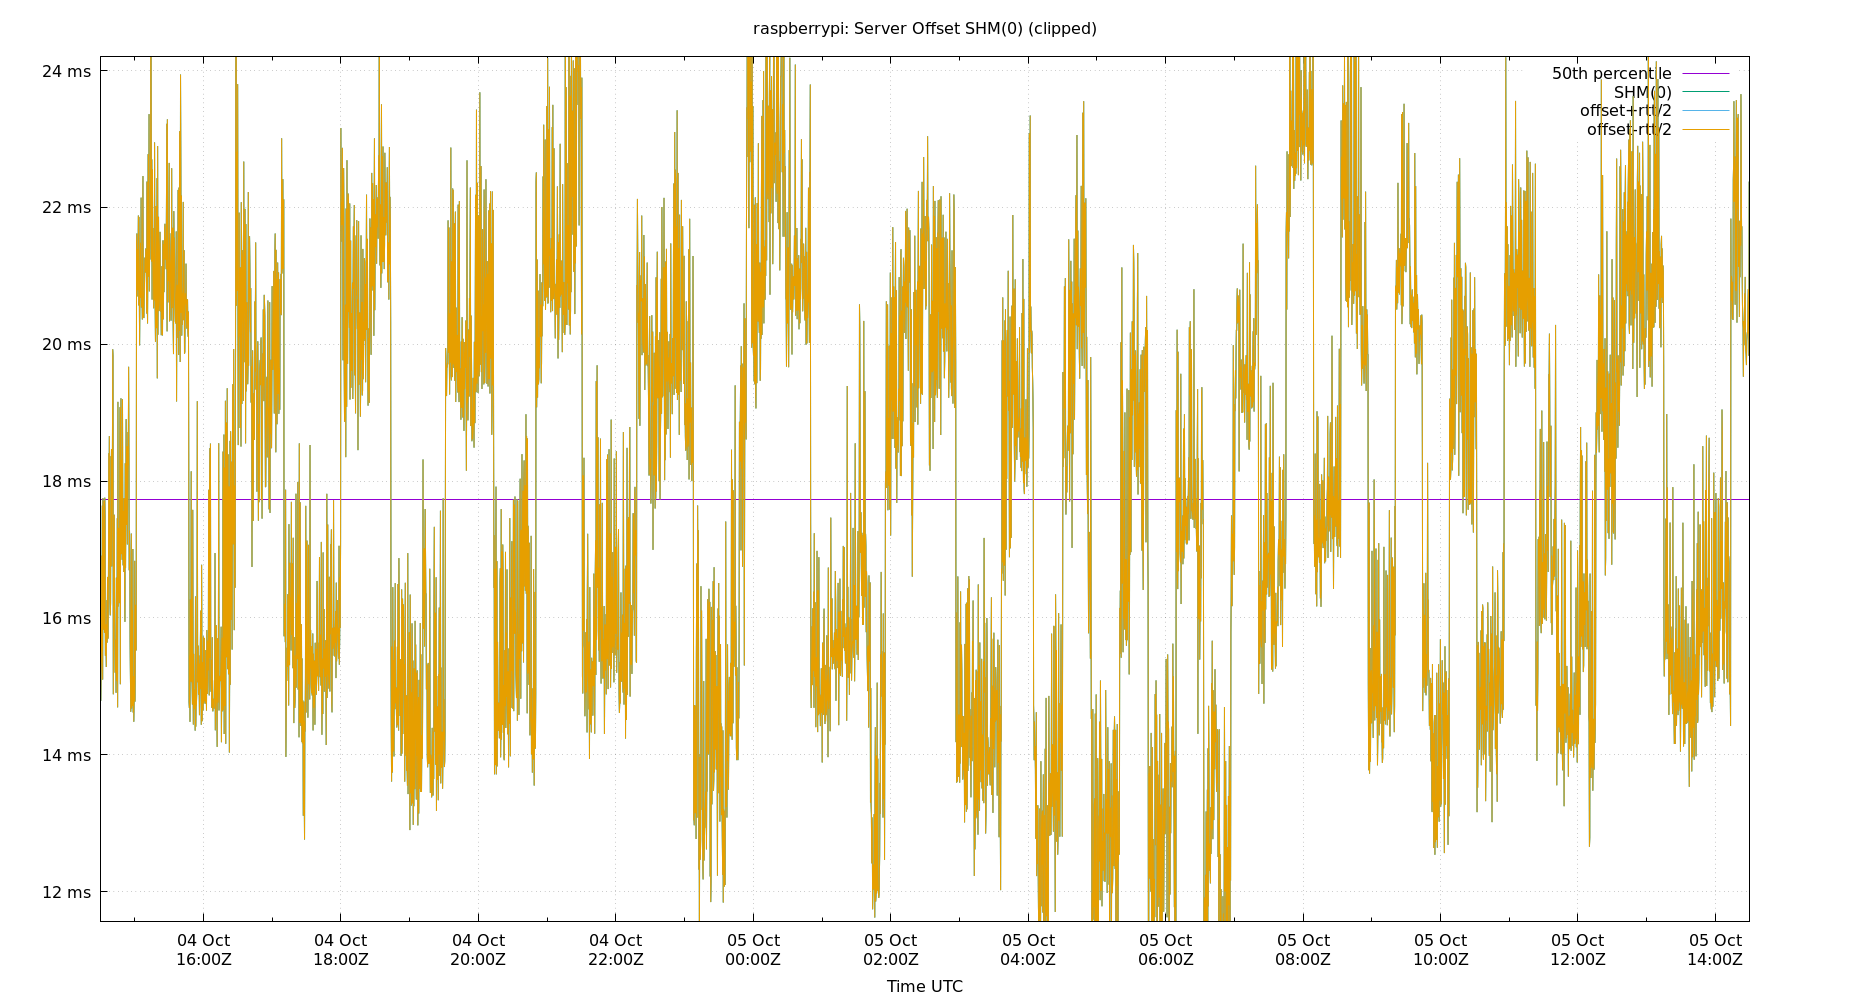 raspberrypi: Server Offset SHM(0) (clipped)
24 ms
22 ms
20 ms
18 ms
16 ms
14 ms
12 ms
50th percentile
SHM(0)
offset+rtt/2
offset-rtt/2
04 Oct
16:00Z
04 Oct
18:00Z
04 Oct
20:00Z
04 Oct
22:00Z
05 Oct
00:00Z
05 Oct
02:00Z
05 Oct
04:00Z
05 Oct
06:00Z
05 Oct
08:00Z
05 Oct
10:00Z
05 Oct
12:00Z
05 Oct
14:00Z
Time UTC